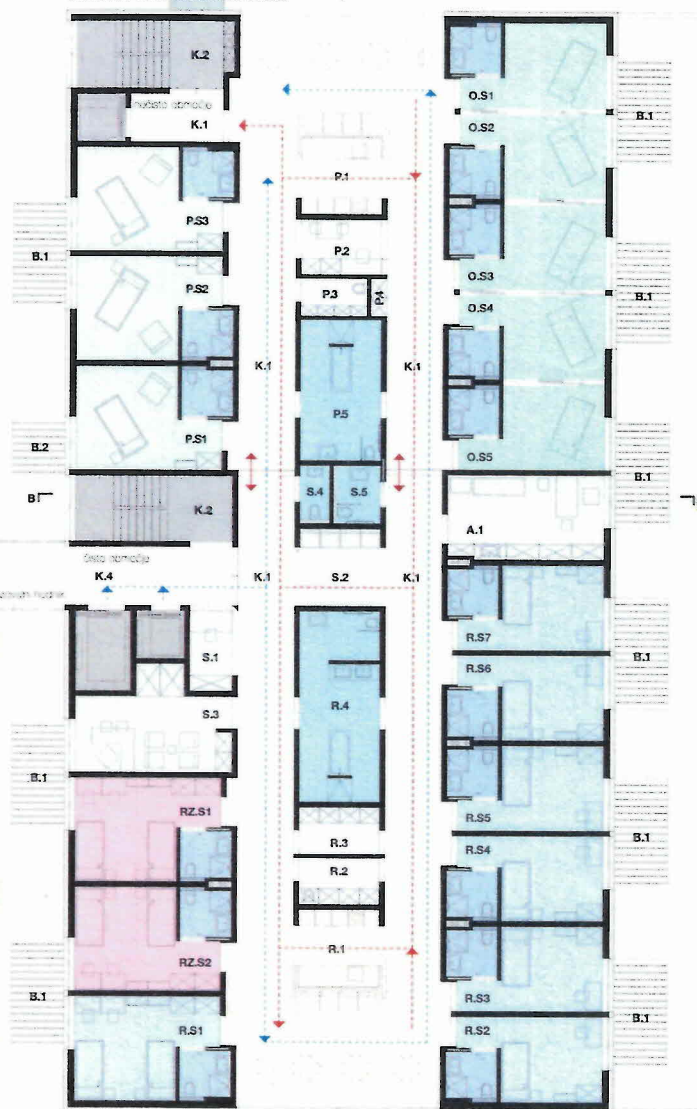 K.2
nečisto območje
K.1
P.S3
P.S2
P.S1
B.1
B.2
B
K.2
čisto območje
K.4
S.1
S.3
B.1
RZ.S1
RZ.S2
B.1
R.S1
K.1
K.1
P.1
P.2
P.3
P.4
P.5
S.4
S.5
S.2
R.4
R.3
R.2
R.1
K.1
K.1
O.S1
O.S2
B.1
O.S3
O.S4
B.1
O.S5
B.1
A.1
R.S7
R.S6
B.1
R.S5
R.S4
B.1
R.S3
R.S2
B.1